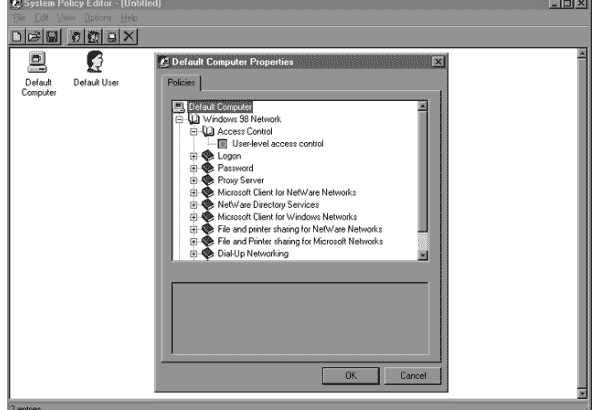 System Policy Editor - (Untitled)
File Edit View Options Help
Default Computer
Default User
Default Computer Properties
Policies
Default Computer
Windows 98 Network
Access Control
User-level access control
Logon
Password
Proxy Server
Microsoft Client for NetWare Networks
NetWare Directory Services
Microsoft Client for Windows Networks
File and printer sharing for NetWare Networks
File and Printer sharing for Microsoft Networks
Dial-Up Networking
OK
Cancel
2 entries